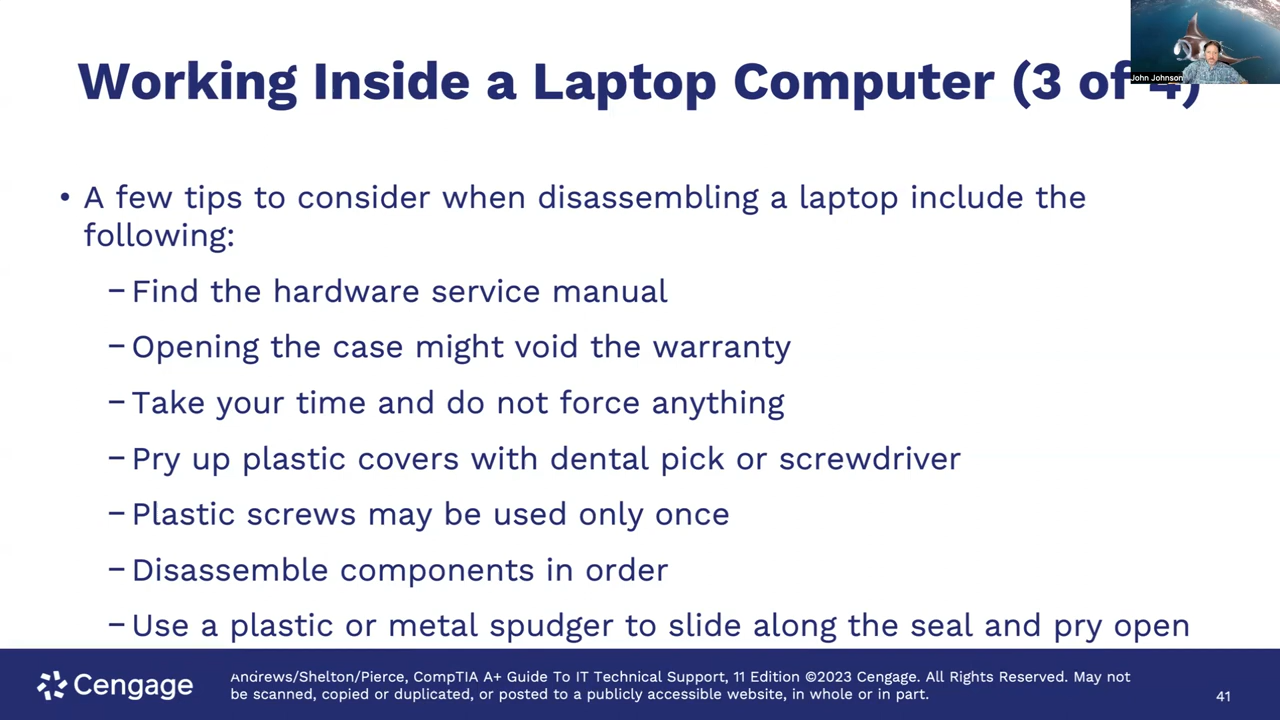 Working Inside a Laptop Computer (3 of 4)
John Johnson
• A few tips to consider when disassembling a laptop include the
following:
– Find the hardware service manual
– Opening the case might void the warranty
– Take your time and do not force anything
– Pry up plastic covers with dental pick or screwdriver
– Plastic screws may be used only once
– Disassemble components in order
– Use a plastic or metal spudger to slide along the seal and pry open
Cengage
Andrews/Shelton/Pierce, CompTIA A+ Guide To IT Technical Support, 11 Edition ©2023 Cengage. All Rights Reserved. May not
be scanned, copied or duplicated, or posted to a publicly accessible website, in whole or in part.
41